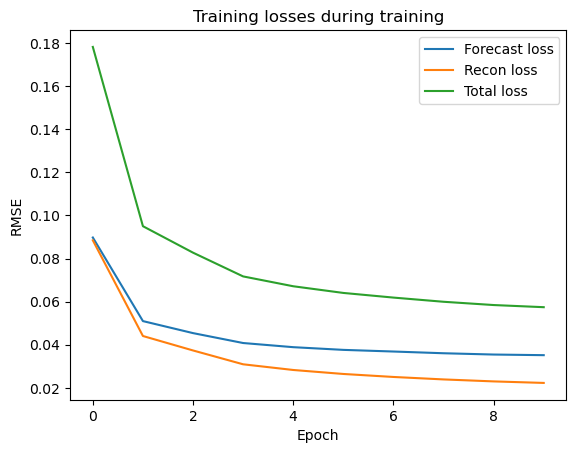 Training losses during training
0.18
0.16
0.14
0.12
0.10
0.08
0.06
0.04
0.02
RMSE
Forecast loss
Recon loss
Total loss
0
2
4
6
8
Epoch